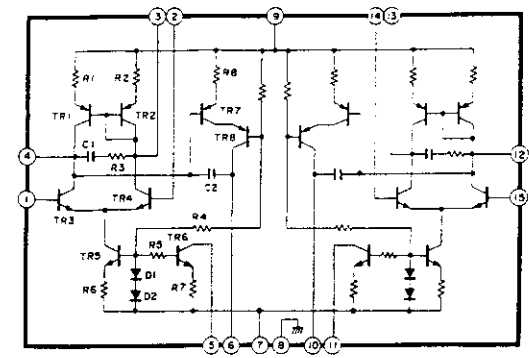 3 2 9 14 13
R1 R2 R8
TR1 TR2 TR7
TR8
4 C1 R3 12
C2
1 TR3 TR4 15
R4
TR5 R5 TR6
D1
R6 D2 R7
5 6 7 8 10 11